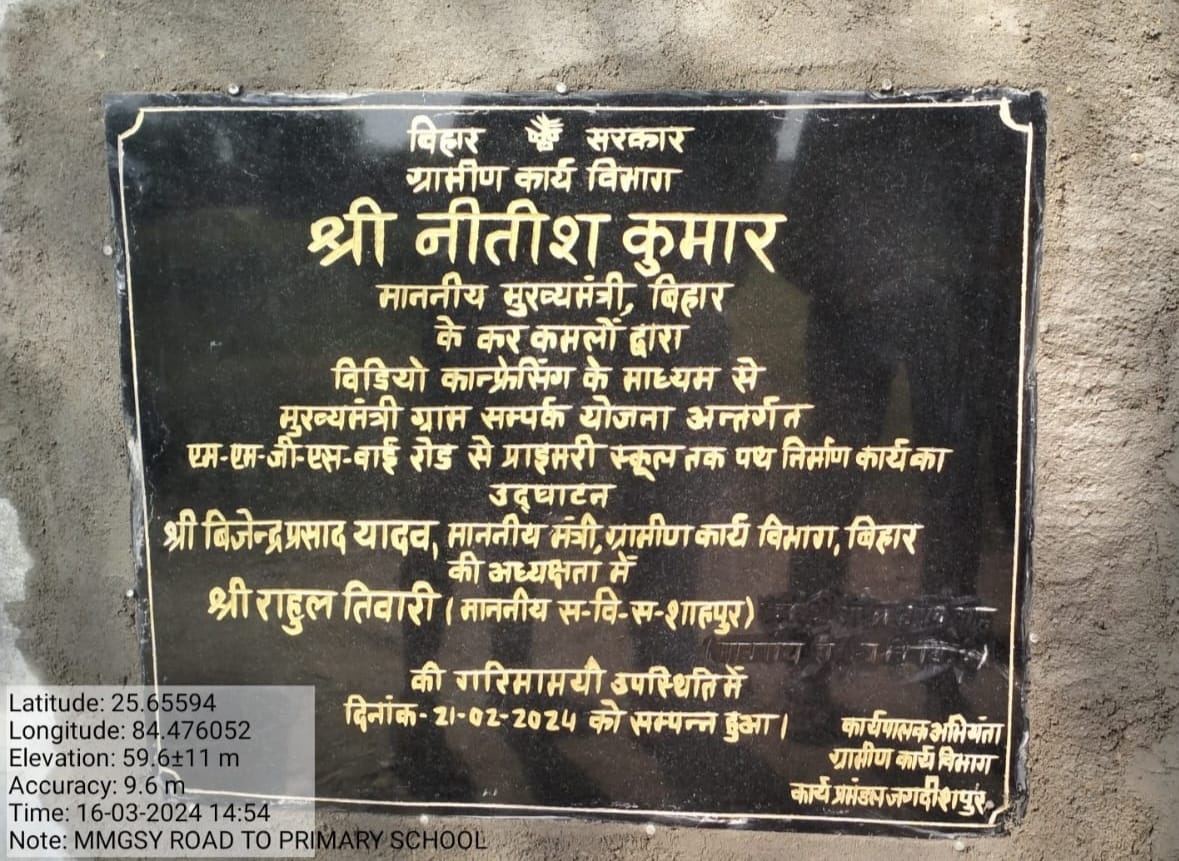 बिहार सरकार
ग्रामीण कार्य विभाग
श्री नीतीश कुमार
माननीय मुख्यमंत्री, बिहार
के कर कमलों द्वारा
विडियो कान्फ्रेसिंग के माध्यम से
मुख्यमंत्री ग्राम सम्पर्क योजना अन्तर्गत
एम-एम-जी-एस-वाई रोड से प्राइमरी स्कूल तक पथ निर्माण कार्य का
उद्घाटन
श्री बिजेन्द्र प्रसाद यादव, माननीय मंत्री, ग्रामीण कार्य विभाग, बिहार
की अध्यक्षता में
श्री राहुल तिवारी (माननीय स-वि-स-शाहपुर)
की गरिमामयी उपस्थिति में
दिनांक- 21-02-2024 को सम्पन्न हुआ।
कार्यपालक अभियंता
ग्रामीण कार्य विभाग
कार्य प्रमंडल जगदीशपुर
Latitude: 25.65594
Longitude: 84.476052
Elevation: 59.6±11 m
Accuracy: 9.6 m
Time: 16-03-2024 14:54
Note: MMGSY ROAD TO PRIMARY SCHOOL